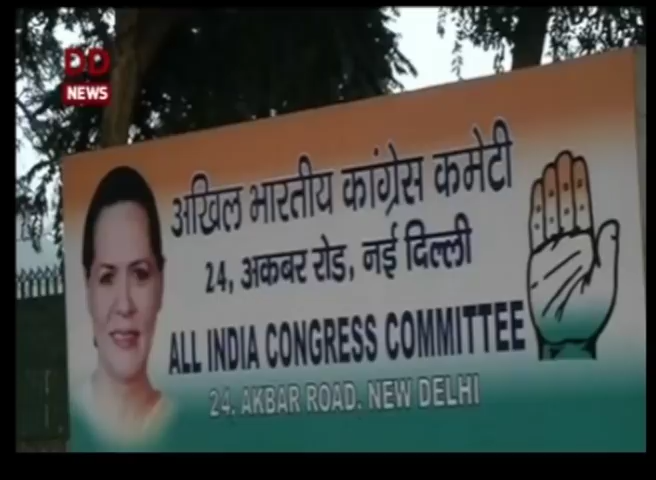 DD
NEWS
अखिल भारतीय कांग्रेस कमेटी
24, अकबर रोड, नई दिल्ली
ALL INDIA CONGRESS COMMITTEE
24, AKBAR ROAD, NEW DELHI